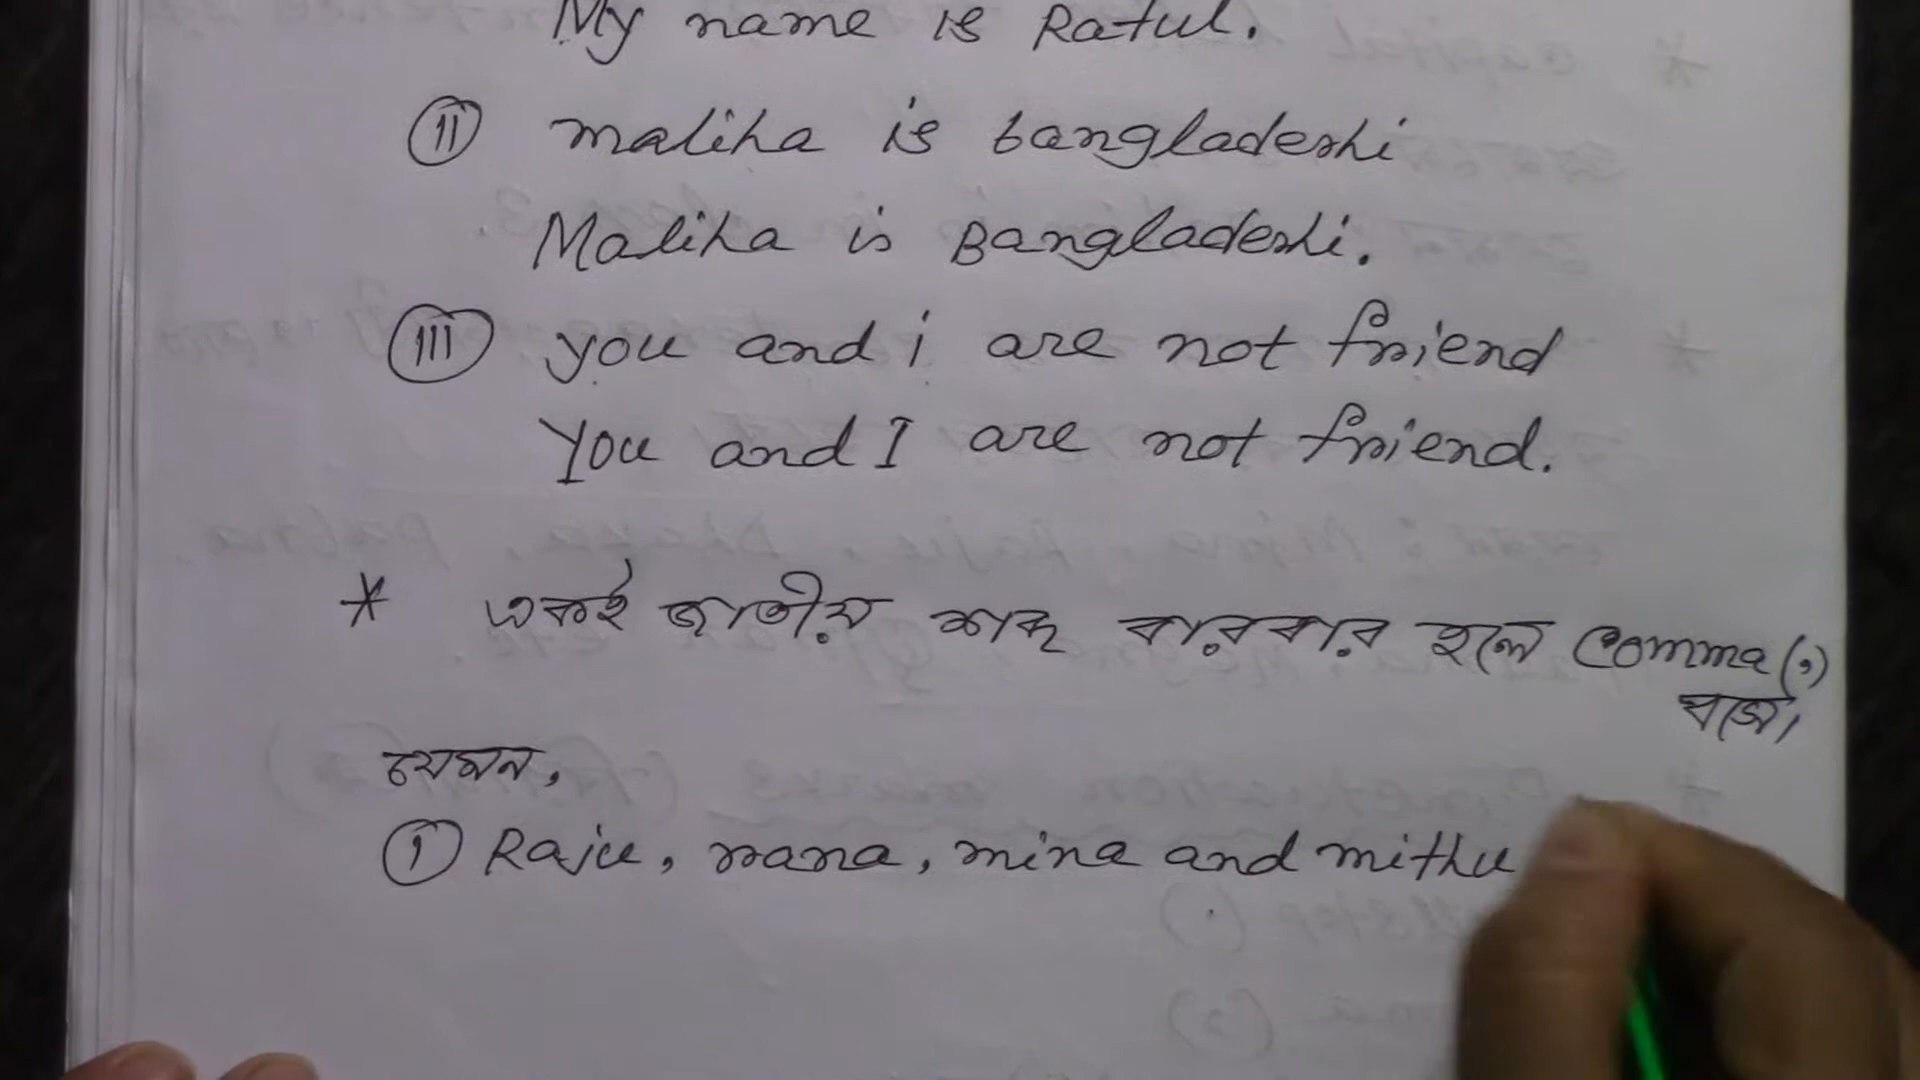 My name is Ratul.
(ii) maliha is bangladeshi
Maliha is Bangladeshi.
(iii) you and i are not friend
You and I are not friend.
* একই জাতীয় শব্দ বারবার হলে comma (,)
বসে।
যেমন,
(i) Raju, rana, mina and mithu